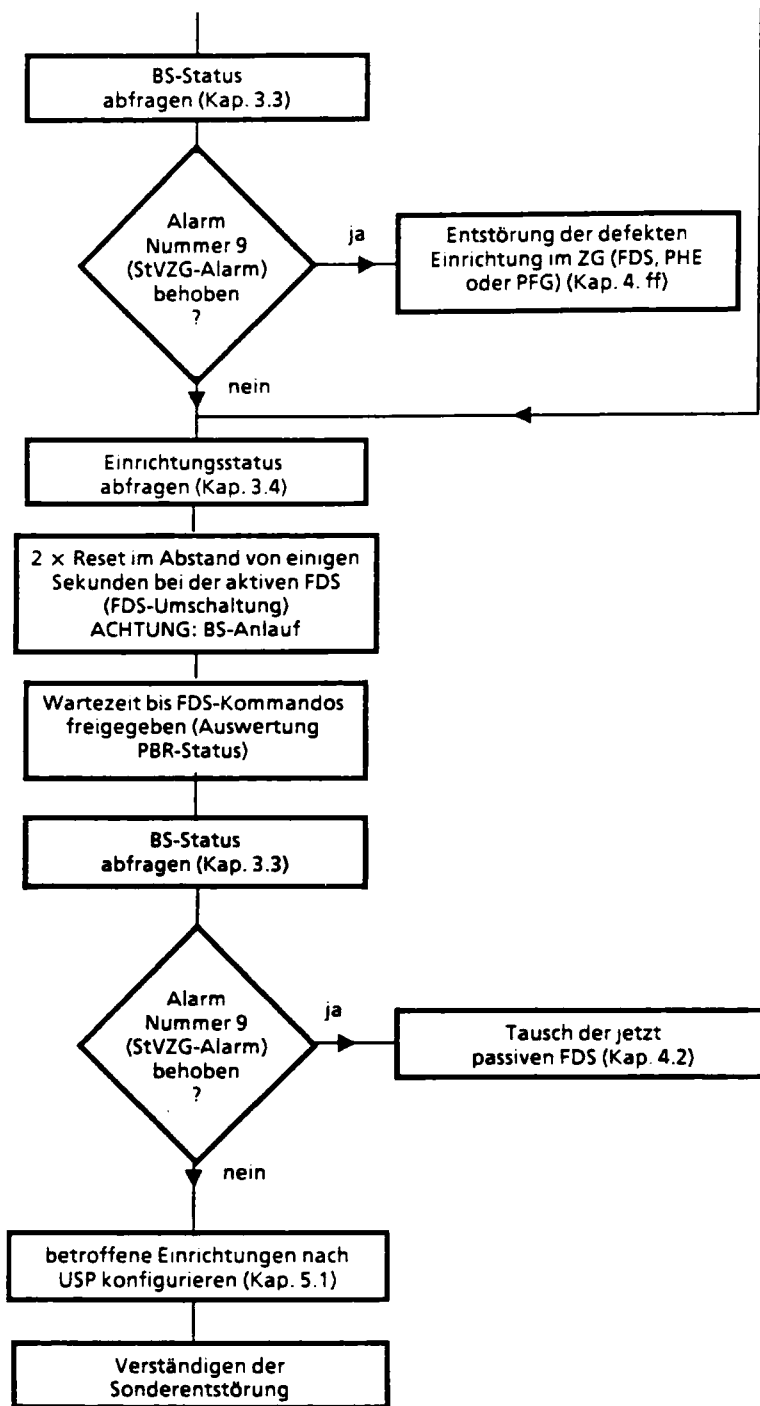 BS-Status
abfragen (Kap. 3.3)
Alarm
Nummer 9
(StVZG-Alarm)
behoben
?
ja
Entstörung der defekten
Einrichtung im ZG (FDS, PHE
oder PFG) (Kap. 4. ff)
nein
Einrichtungsstatus
abfragen (Kap. 3.4)
2 × Reset im Abstand von einigen
Sekunden bei der aktiven FDS
(FDS-Umschaltung)
ACHTUNG: BS-Anlauf
Wartezeit bis FDS-Kommandos
freigegeben (Auswertung
PBR-Status)
BS-Status
abfragen (Kap. 3.3)
Alarm
Nummer 9
(StVZG-Alarm)
behoben
?
ja
Tausch der jetzt
passiven FDS (Kap. 4.2)
nein
betroffene Einrichtungen nach
USP konfigurieren (Kap. 5.1)
Verständigen der
Sonderentstörung